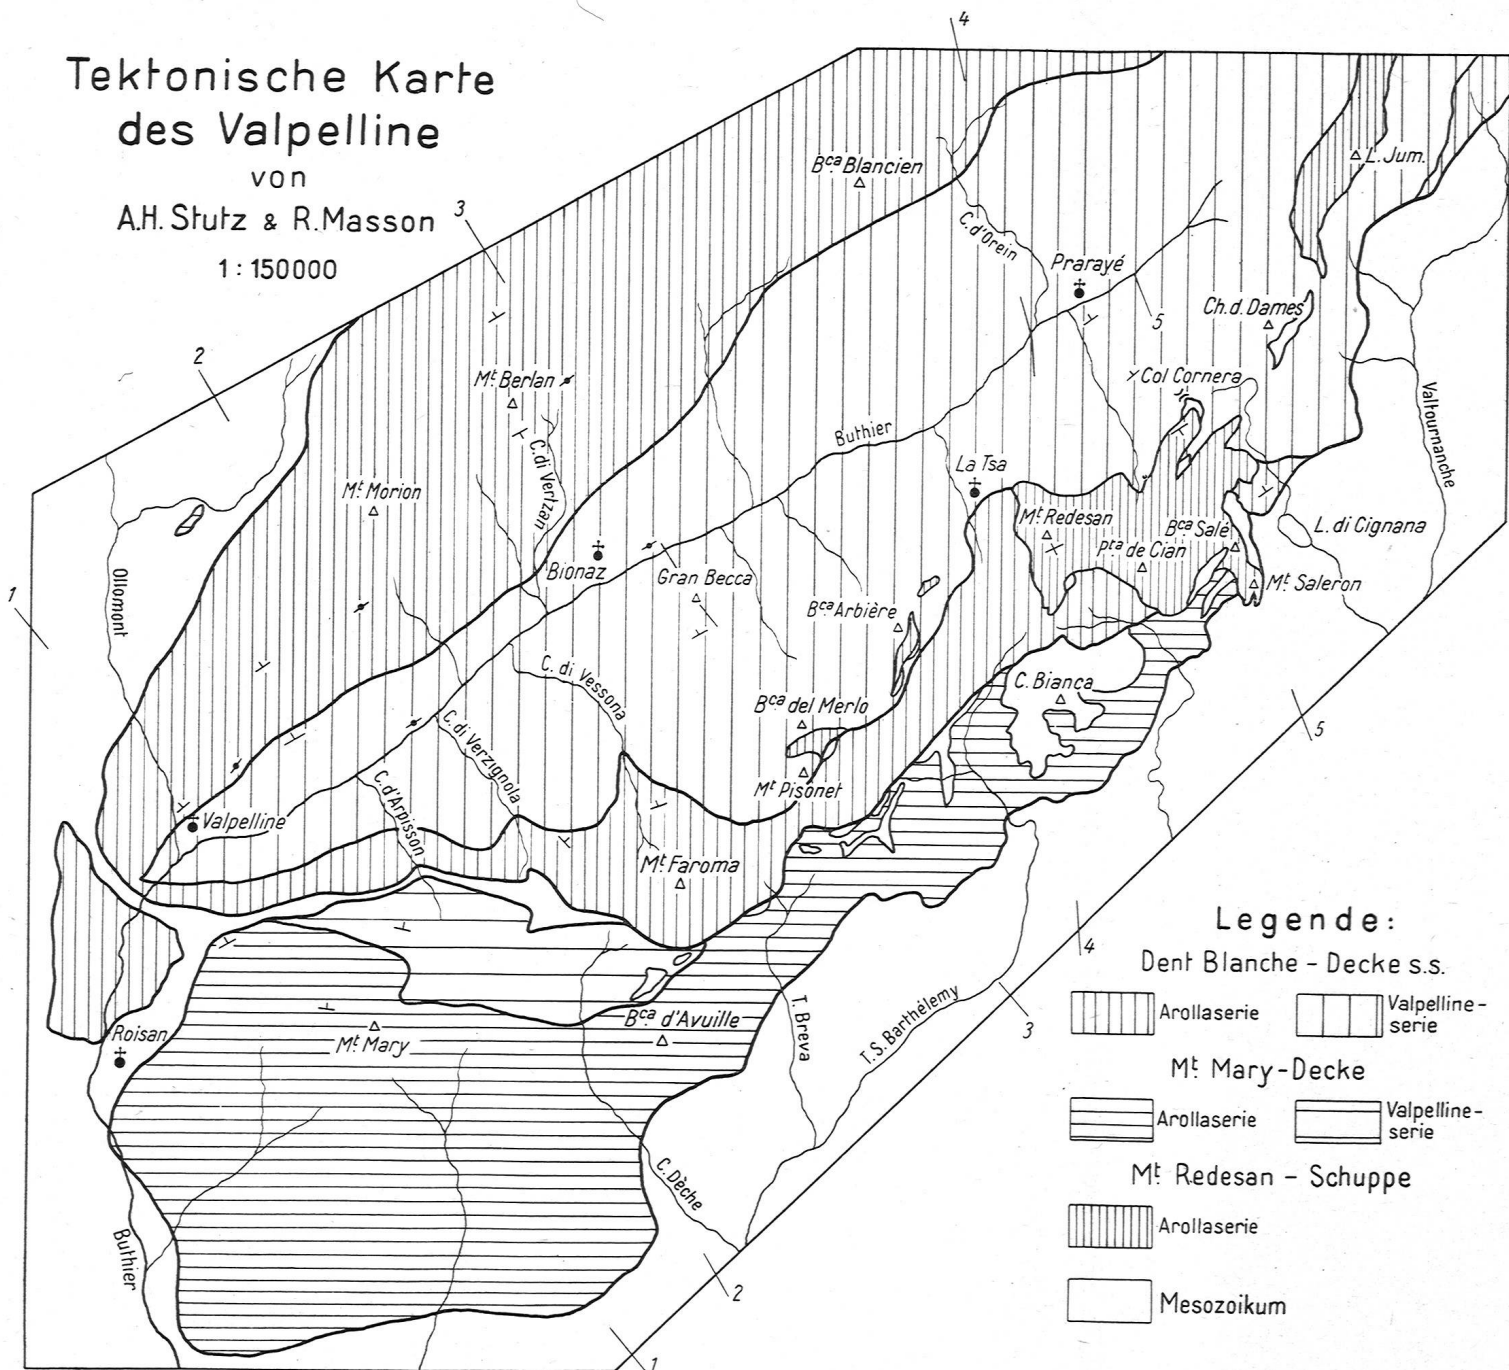 Tektonische Karte
des Valpelline
von
A.H. Stutz & R. Masson
1 : 150000
4
3
2
1
Bca Blancien
L. Jum.
C. d'Orein
Prarayé
Ch. d. Dames
5
Mt Berlan
Col Cornera
Valtournanche
Buthier
La Tsa
Mt Morion
C. di Vertzan
Mt Redesan
Bca Salé
L. di Cignana
Pta de Cian
Bionaz
Gran Becca
Mt Saleron
Ollomont
Bca Arbière
C. di Vessona
C. Bianca
Bca del Merlo
5
C. di Verzignola
Mt Pisonet
C. d'Arpisson
Valpelline
Mt Faroma
4
T.S. Barthélemy
3
T. Breva
Bca d'Avuille
Roisan
Mt Mary
C. Dèche
Buthier
2
1
Legende:
Dent Blanche - Decke s.s.
Arollaserie
Valpelline-
serie
Mt Mary-Decke
Arollaserie
Valpelline-
serie
Mt Redesan - Schuppe
Arollaserie
Mesozoikum